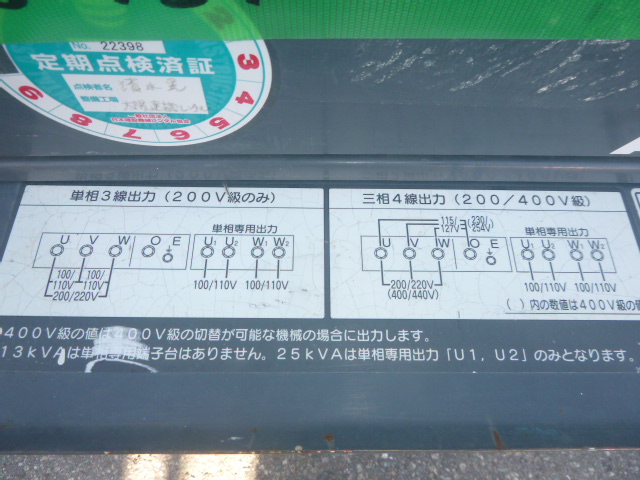 No. 22398
定期点検済証
点検者名
整備工場
3
4
5
6
7
8
9
単相3線出力(200V級のみ)
単相専用出力
U V W O E U₁ U₂ W₁ W₂
100/110V 100/110V
200/220V
100/110V 100/110V
三相4線出力(200/400V級)
115/127V (230/254V)
単相専用出力
U V W O E U₁ U₂ W₁ W₂
200/220V
(400/440V)
100/110V 100/110V
( )内の数値は400V級の
●400V級の値は400V級の切替が可能な機械の場合に出力します。
13kVAは単相専用端子台はありません。25kVAは単相専用出力「U1, U2」のみとなります。